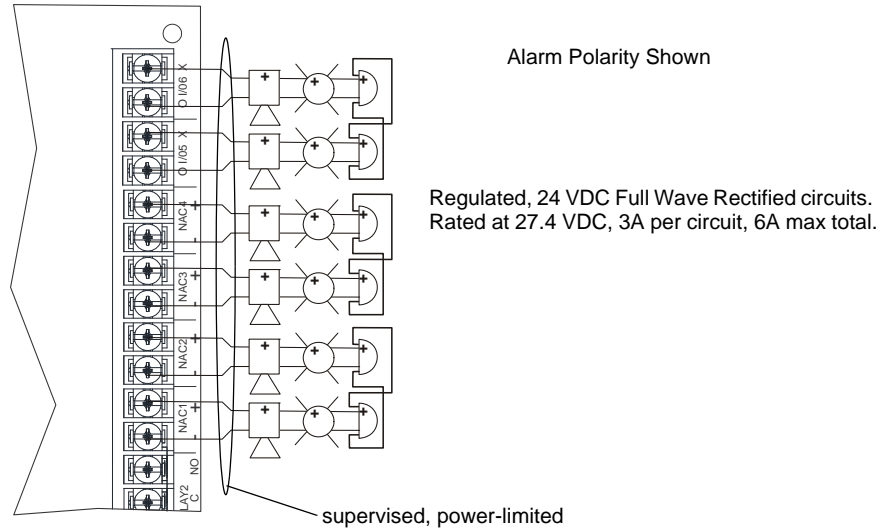 Alarm Polarity Shown
Regulated, 24 VDC Full Wave Rectified circuits.
Rated at 27.4 VDC, 3A per circuit, 6A max total.
O I/06 X
+ + +
O I/05 X
+ + +
NAC4
+
-
+ + +
NAC3
+
-
+ + +
NAC2
+
-
+ + +
NAC1
+
-
+ + +
NO
LAY2
C
supervised, power-limited